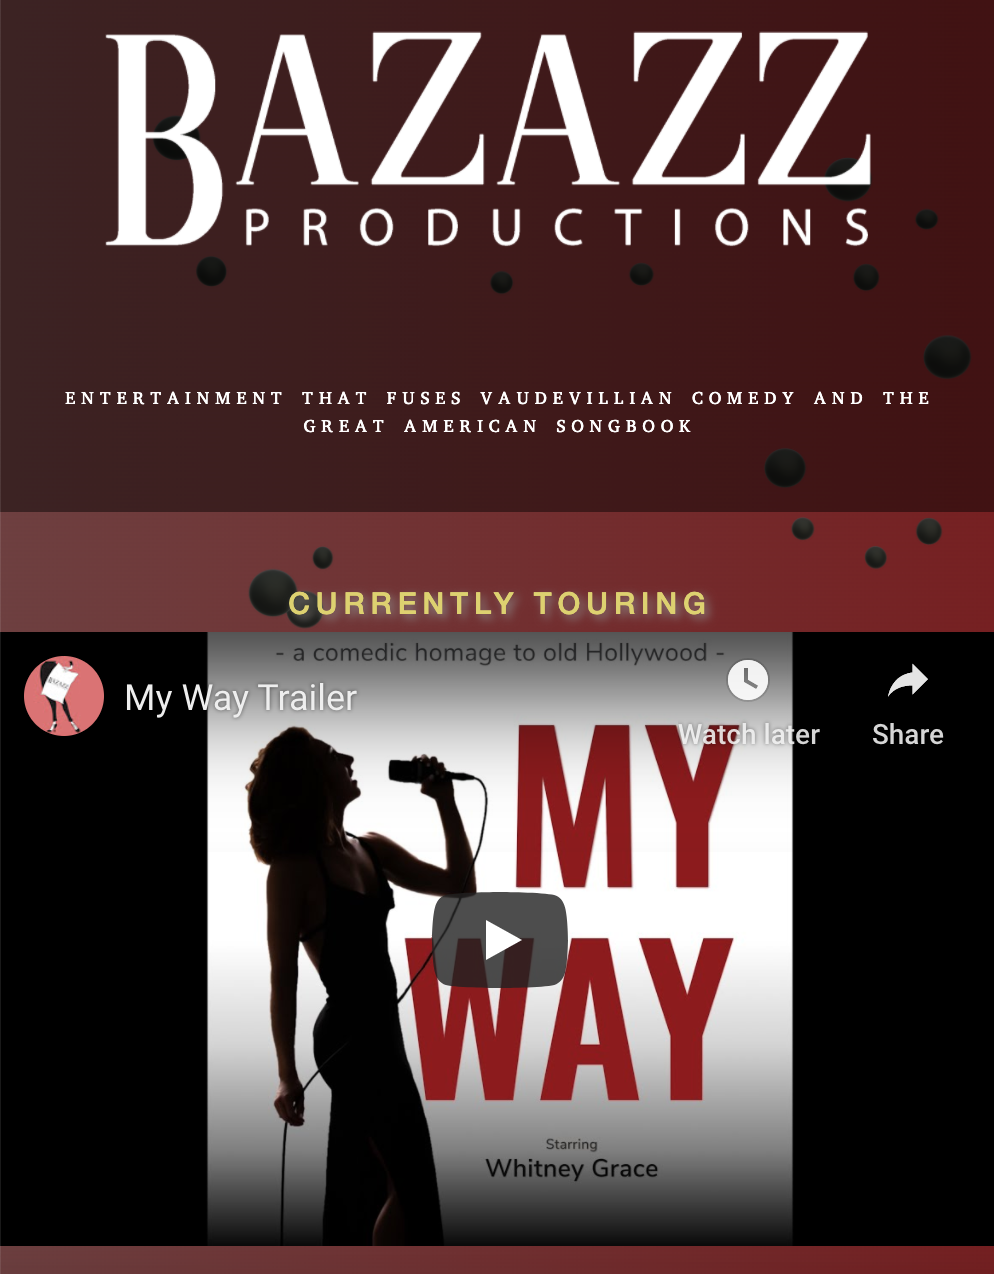 BAZAZZ
PRODUCTIONS
ENTERTAINMENT THAT FUSES VAUDEVILLIAN COMEDY AND THE
GREAT AMERICAN SONGBOOK
CURRENTLY TOURING
- a comedic homage to old Hollywood -
BAZAZZ
My Way Trailer
Watch later
Share
MY
WAY
Starring
Whitney Grace